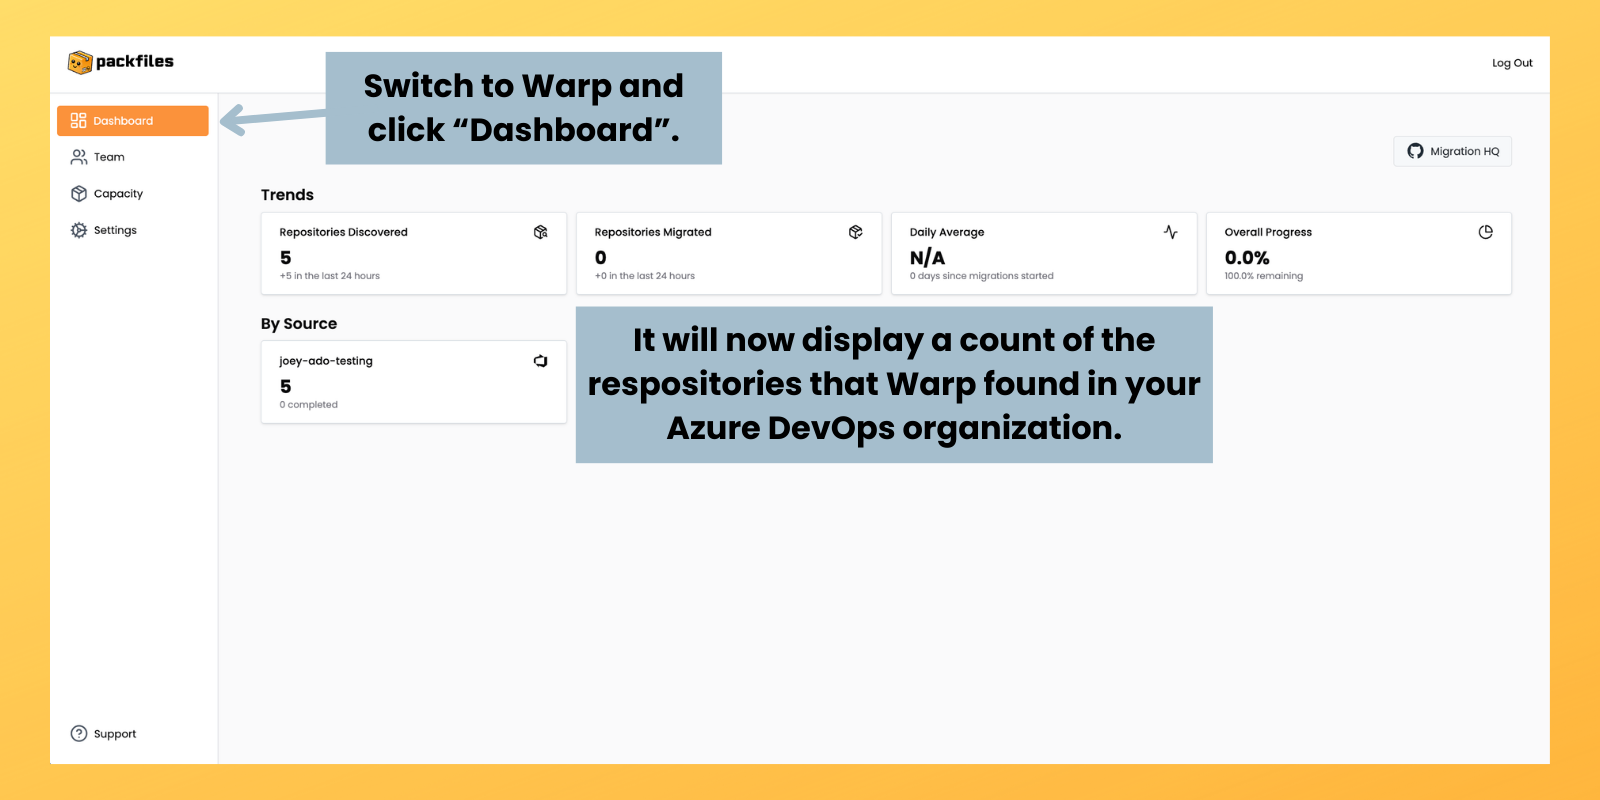 packfiles
Switch to Warp and
click “Dashboard”.
Log Out
Dashboard
Team
Capacity
Settings
Support
Migration HQ
Trends
Repositories Discovered
5
+5 in the last 24 hours
Repositories Migrated
0
+0 in the last 24 hours
Daily Average
N/A
0 days since migrations started
Overall Progress
0.0%
100.0% remaining
By Source
joey-ado-testing
5
0 completed
It will now display a count of the
respositories that Warp found in your
Azure DevOps organization.